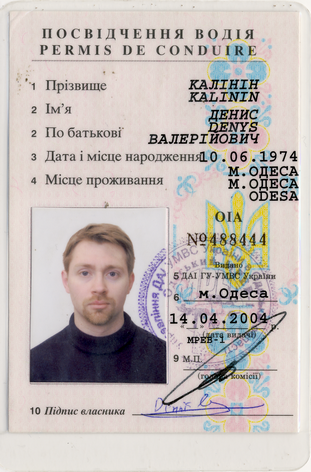 ПОСВІДЧЕННЯ ВОДІЯ
PERMIS DE CONDUIRE
1 Прізвище КАЛІНІН
KALININ
2 Ім'я ДЕНИС
DENYS
2 По батькові ВАЛЕРІЙОВИЧ
3 Дата і місце народження 10.06.1974
М.ОДЕСА
4 Місце проживання М.ОДЕСА
ODESA
ОІА
№488444
Видано
5 ДАІ ГУ-УМВС України
6 м.Одеса
14.04.2004 р.
(дата видачі)
МРЕВ-1
9 М.П.
(голова комісії)
10 Підпис власника